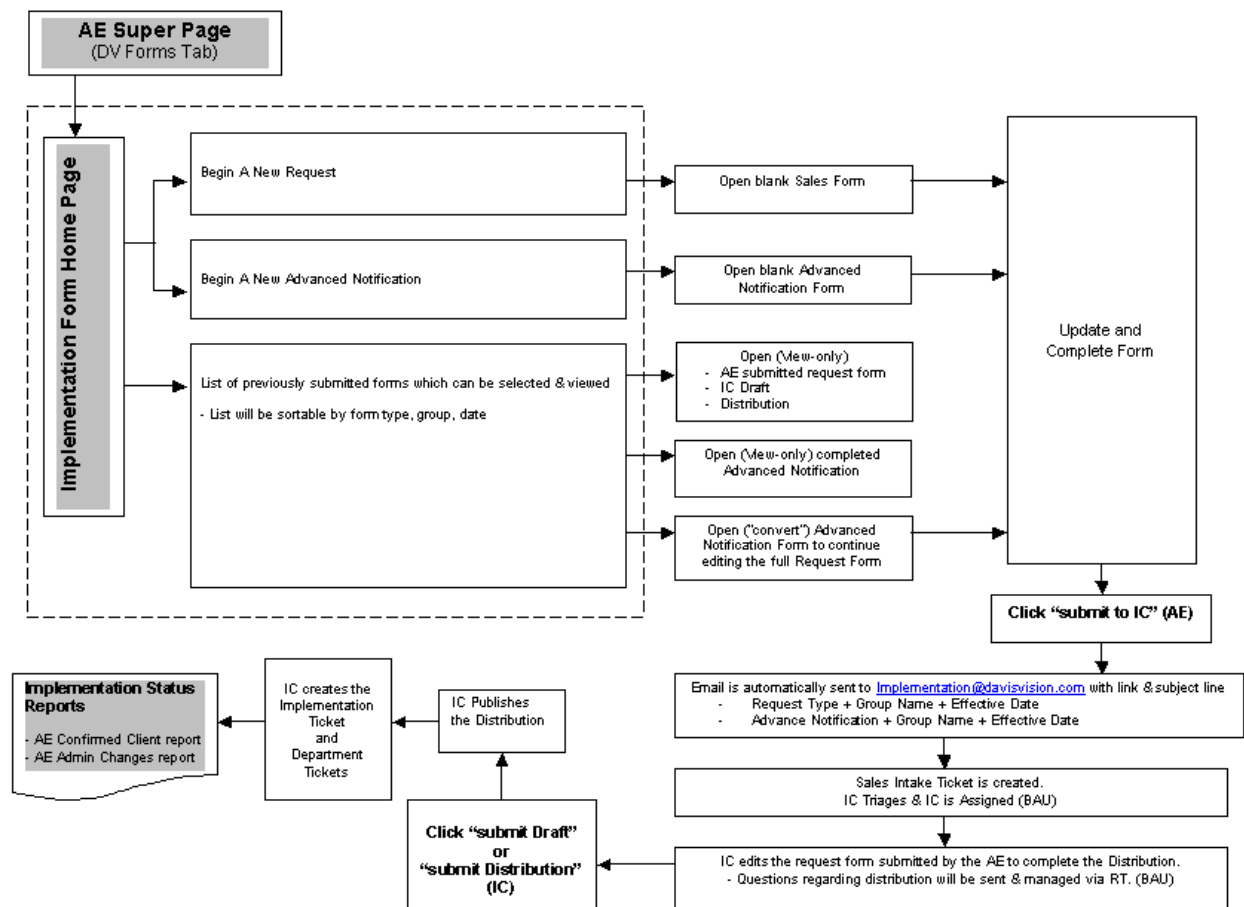 AE Super Page
(DV Forms Tab)
Implementation Form Home Page
Begin A New Request
Open blank Sales Form
Begin A New Advanced Notification
Open blank Advanced
Notification Form
Update and
Complete Form
List of previously submitted forms which can be selected & viewed
- List will be sortable by form type, group, date
Open (View-only)
- AE submitted request form
- IC Draft
- Distribution
Open (View-only) completed
Advanced Notification
Open ("convert") Advanced
Notification Form to continue
editing the full Request Form
Click "submit to IC" (AE)
Email is automatically sent to Implementation@davisvision.com with link & subject line
- Request Type + Group Name + Effective Date
- Advance Notification + Group Name + Effective Date
Sales Intake Ticket is created.
IC Triages & IC is Assigned (BAU)
IC edits the request form submitted by the AE to complete the Distribution.
- Questions regarding distribution will be sent & managed via RT. (BAU)
Click "submit Draft"
or
"submit Distribution"
(IC)
IC Publishes
the Distribution
IC creates the
Implementation
Ticket
and
Department
Tickets
Implementation Status
Reports
- AE Confirmed Client report
- AE Admin Changes report